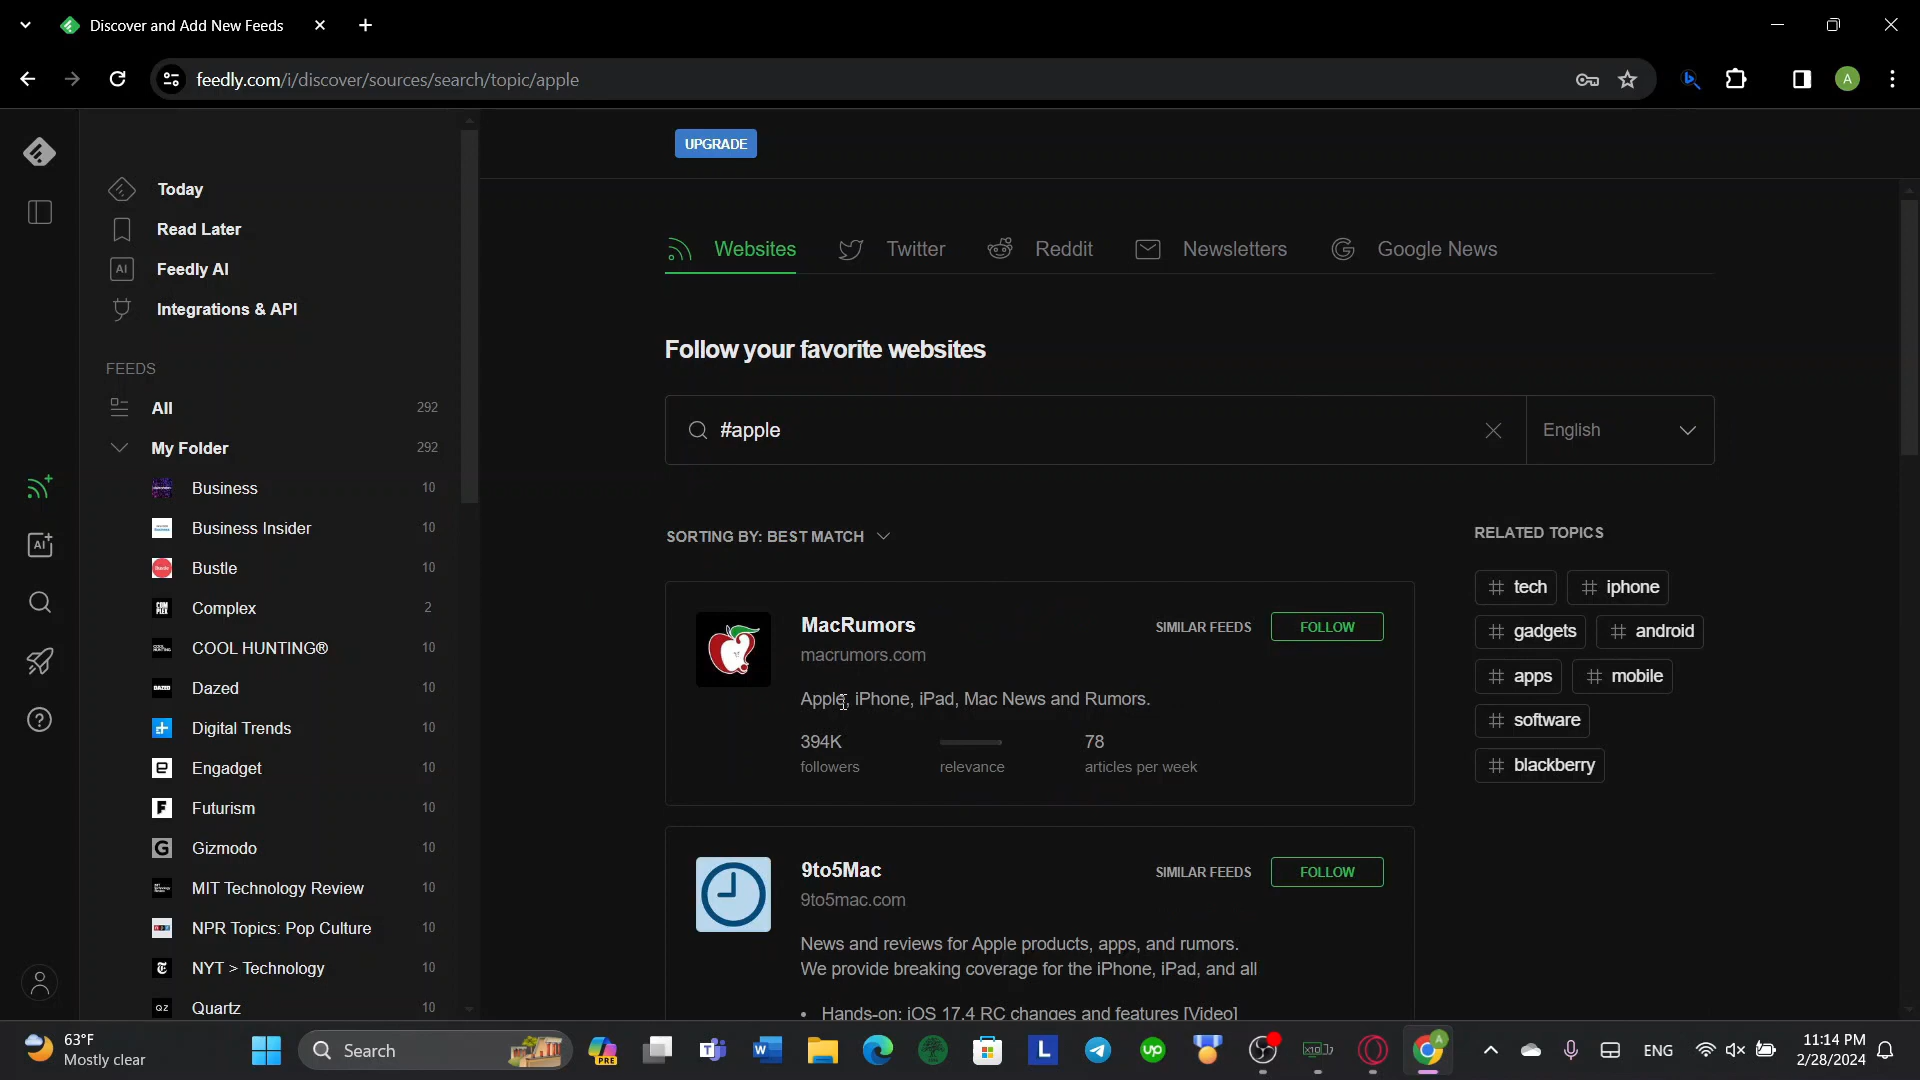 Discover and Add New Feeds
feedly.com/i/discover/sources/search/topic/apple
A
UPGRADE
Today
Read Later
AI Feedly AI
Integrations & API
FEEDS
All 292
My Folder 292
Business 10
Business Insider 10
Bustle 10
Complex 2
COOL HUNTING® 10
Dazed 10
Digital Trends 10
Engadget 10
Futurism 10
Gizmodo 10
MIT Technology Review 10
NPR Topics: Pop Culture 10
NYT > Technology 10
Quartz 10
AI
Websites Twitter Reddit Newsletters Google News
Follow your favorite websites
#apple English
SORTING BY: BEST MATCH
MacRumors SIMILAR FEEDS FOLLOW
macrumors.com
Apple, iPhone, iPad, Mac News and Rumors.
394K 78
followers relevance articles per week
9to5Mac SIMILAR FEEDS FOLLOW
9to5mac.com
News and reviews for Apple products, apps, and rumors.
We provide breaking coverage for the iPhone, iPad, and all
• Hands-on: iOS 17.4 RC changes and features [Video]
RELATED TOPICS
# tech # iphone
# gadgets # android
# apps # mobile
# software
# blackberry
63°F
Mostly clear
Search
PRE
L
up
A
ENG
11:14 PM
2/28/2024